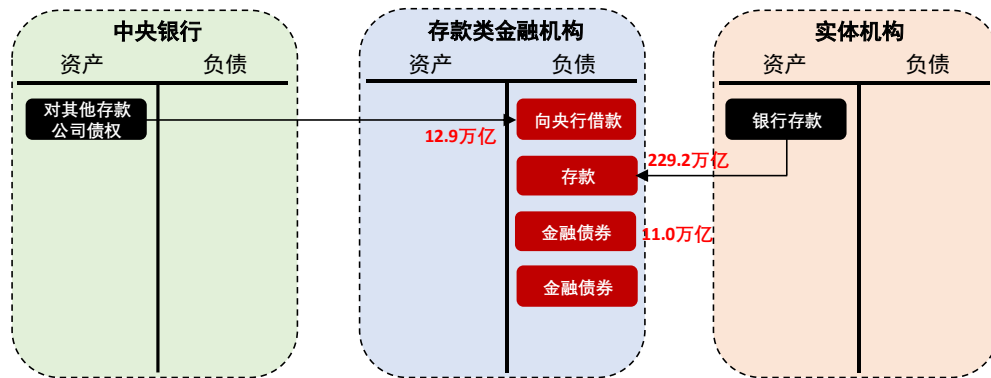 中央银行
存款类金融机构
实体机构
资产
负债
资产
负债
资产
负债
对其他存款
公司债权
12.9万亿
向央行借款
银行存款
229.2万亿
存款
金融债券
11.0万亿
金融债券